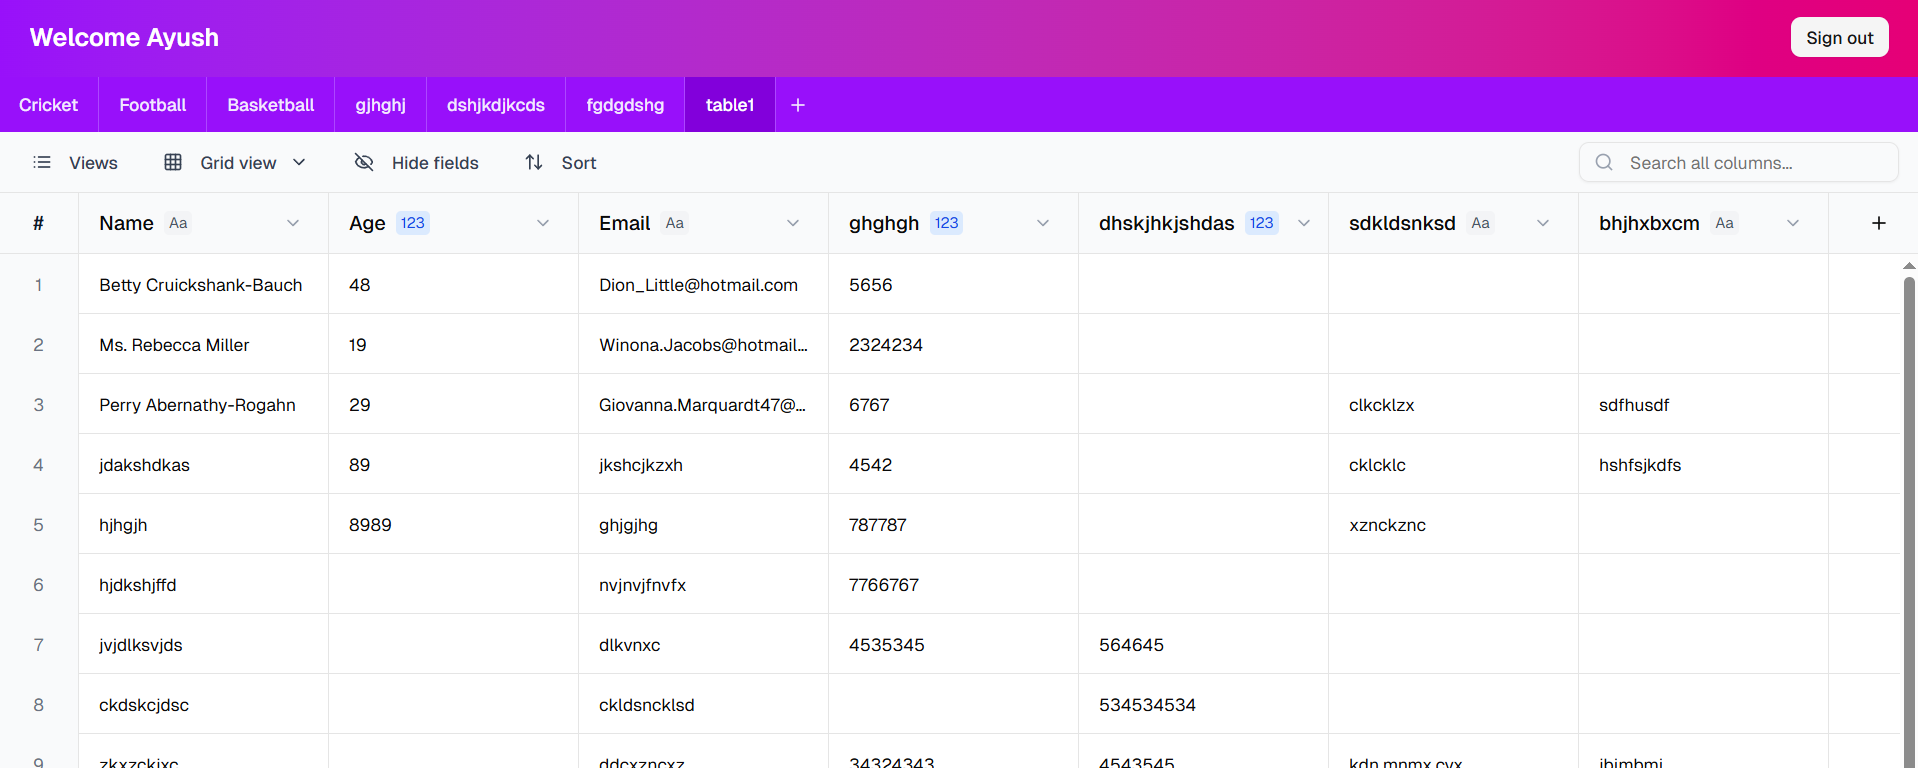 Welcome Ayush Sign out
Cricket Football Basketball gjhghj dshjkdjkcds fgdgdshg table1 +
Views Grid view Hide fields Sort Search all columns...
# Name Aa Age 123 Email Aa ghghgh 123 dhskjhkjshdas 123 sdkldsnksd Aa bhjhxbxcm Aa +
1 Betty Cruickshank-Bauch 48 Dion_Little@hotmail.com 5656
2 Ms. Rebecca Miller 19 Winona.Jacobs@hotmail... 2324234
3 Perry Abernathy-Rogahn 29 Giovanna.Marquardt47@... 6767 clkcklzx sdfhusdf
4 jdakshdkas 89 jkshcjkzxh 4542 cklcklc hshfsjkdfs
5 hjhgjh 8989 ghjgjhg 787787 xznckznc
6 hjdkshjffd nvjnvjfnvfx 7766767
7 jvjdlksvjds dlkvnxc 4535345 564645
8 ckdskcjdsc ckldsncklsd 534534534
9 zkxzckjxc ddcxzncxz 34324343 4543545 kdn,mnmx,cvx